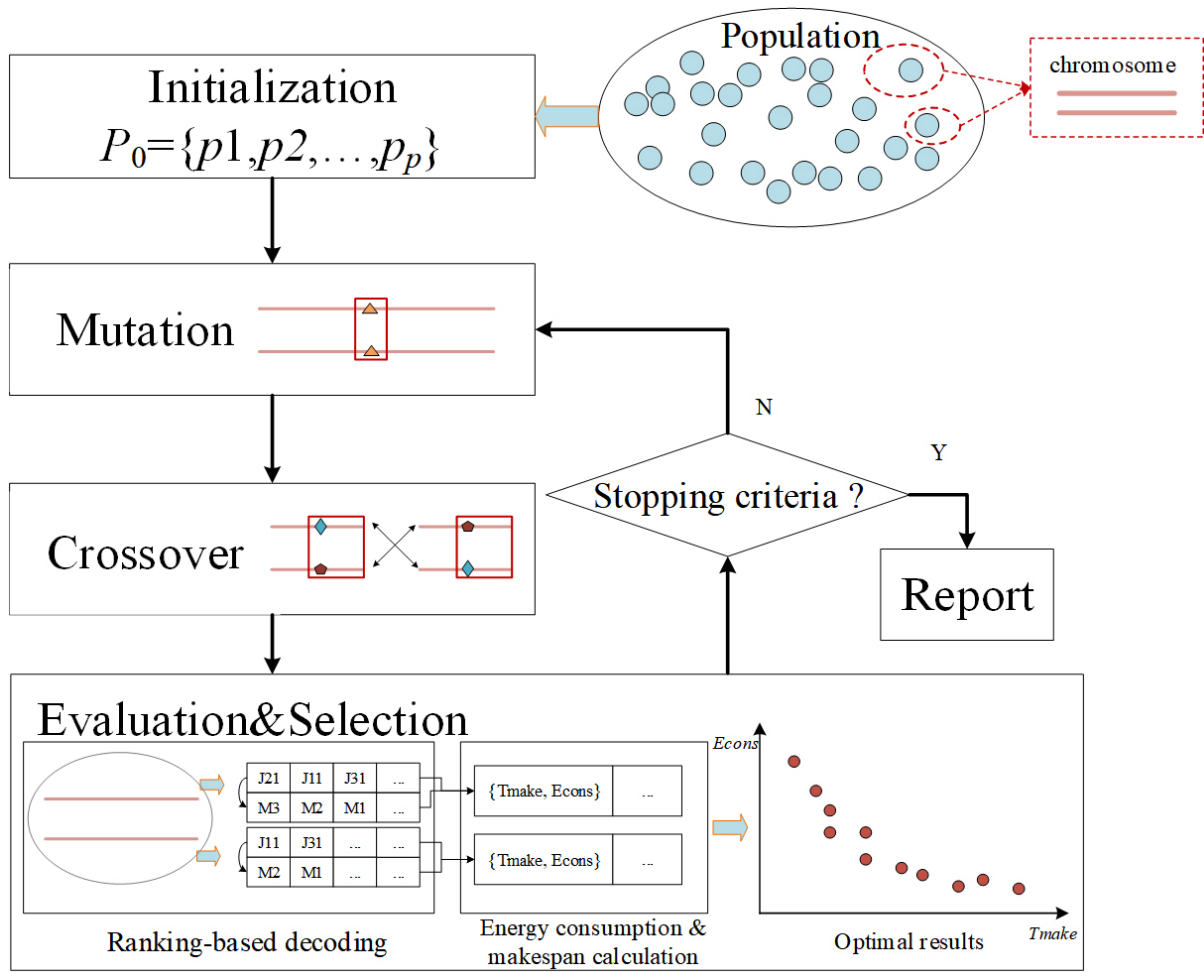 Population
chromosome
Initialization
P0={p1,p2,...,pp}
Mutation
N
Y
Stopping criteria ?
Crossover
Report
Evaluation&Selection
Econs
J21 J11 J31 ...
M3 M2 M1 ...
{Tmake, Econs} ...
J11 J31 ... ...
M2 M1 ... ...
{Tmake, Econs} ...
Tmake
Ranking-based decoding
Energy consumption &
makespan calculation
Optimal results